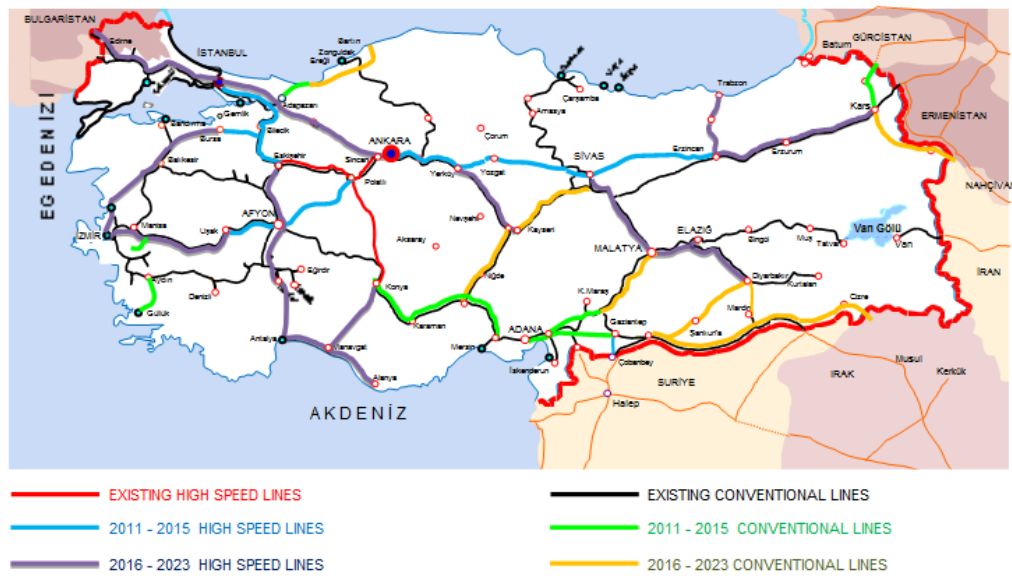 BULGARİSTAN
Edirne
İSTANBUL
Bartın
Zonguldak
Ereğli
GÜRCİSTAN
Batum
EGE DENİZİ
Gemlik
Adapazarı
Bandırma
Bursa
Bilecik
Çarşamba
Amasya
Trabzon
Kars
ERMENİSTAN
ANKARA
Çorum
Sincan
Eskişehir
Polatlı
Balıkesir
Yerköy
Yozgat
SİVAS
Erzincan
Erzurum
NAHÇIVAN
Manisa
İZMİR
Uşak
AFYON
Nevşehir
Kayseri
Aksaray
MALATYA
ELAZIĞ
Bingöl
Muş
Tatvan
Van Gölü
Van
İRAN
Aydın
Denizli
Eğirdir
Konya
Niğde
K.Maraş
Diyarbakır
Kurtalan
Mardin
Cizre
Güllük
Karaman
ADANA
Gaziantep
Şanlıurfa
Antalya
Manavgat
Mersin
İskenderun
Çobanbey
Alanya
SURİYE
IRAK
Musul
Kerkük
Halep
AKDENİZ
EXISTING HIGH SPEED LINES
EXISTING CONVENTIONAL LINES
2011 - 2015 HIGH SPEED LINES
2011 - 2015 CONVENTIONAL LINES
2016 - 2023 HIGH SPEED LINES
2016 - 2023 CONVENTIONAL LINES